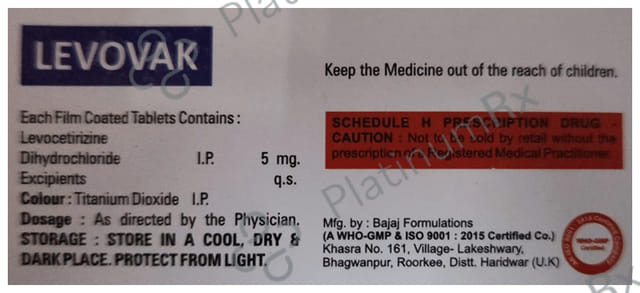 LEVOVAK
Each Film Coated Tablets Contains :
Levocetirizine
Dihydrochloride I.P. 5 mg.
Excipients q.s.
Colour : Titanium Dioxide I.P.
Dosage : As directed by the Physician.
STORAGE : STORE IN A COOL, DRY &
DARK PLACE. PROTECT FROM LIGHT.
Keep the Medicine out of the reach of children.
SCHEDULE H PRESCRIPTION DRUG -
CAUTION : Not to be sold by retail without the
prescription of a Registered Medical Practitioner.
Mfg. by : Bajaj Formulations
(A WHO-GMP & ISO 9001 : 2015 Certified Co.)
Khasra No. 161, Village- Lakeshwary,
Bhagwanpur, Roorkee, Distt. Haridwar (U.K)
WHO-GMP
Certified
PlatinumRx